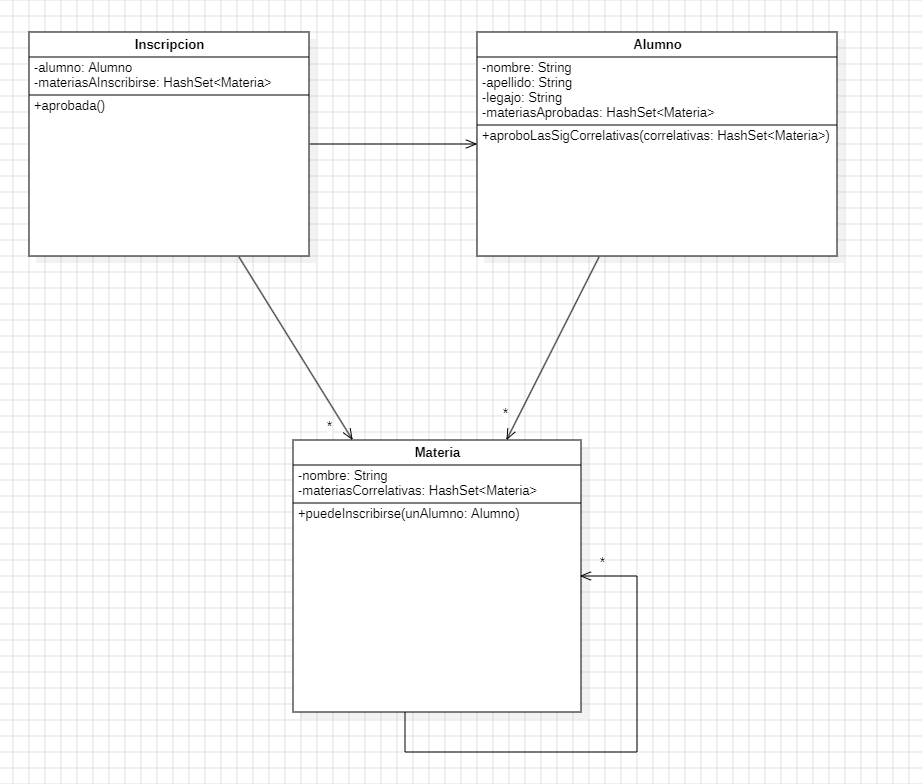 Inscripcion
-alumno: Alumno
-materiasAInscribirse: HashSet<Materia>
+aprobada()
Alumno
-nombre: String
-apellido: String
-legajo: String
-materiasAprobadas: HashSet<Materia>
+aproboLasSigCorrelativas(correlativas: HashSet<Materia>)
*
*
Materia
-nombre: String
-materiasCorrelativas: HashSet<Materia>
+puedeInscribirse(unAlumno: Alumno)
*